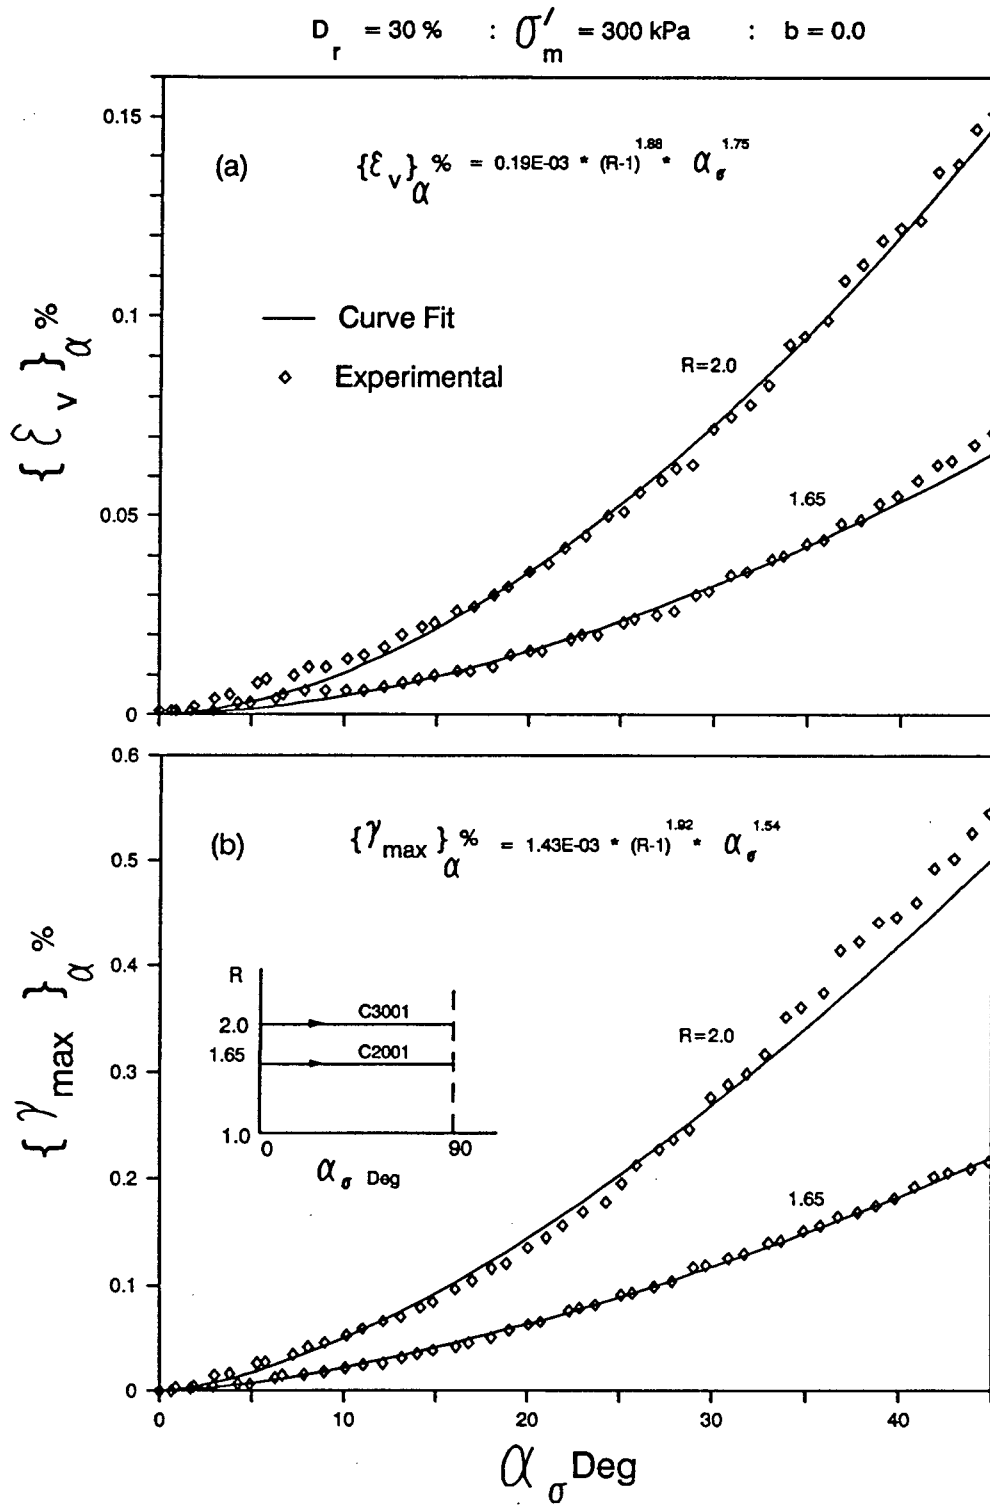 D_r = 30 % : σ′_m = 300 kPa : b = 0.0
0.15
(a) {ε_v}_α % = 0.19E-03 * (R-1)^1.88 * α_σ^1.75
0.1
Curve Fit
Experimental
R=2.0
{ε_v}_α %
1.65
0.05
0
0.6
(b) {γ_max}_α % = 1.43E-03 * (R-1)^1.92 * α_σ^1.54
0.5
0.4
R
C3001
2.0
R=2.0
1.65
C2001
{γ_max}_α %
0.3
1.0
0 90
α_σ Deg
0.2
1.65
0.1
0
0 10 20 30 40
α_σ Deg